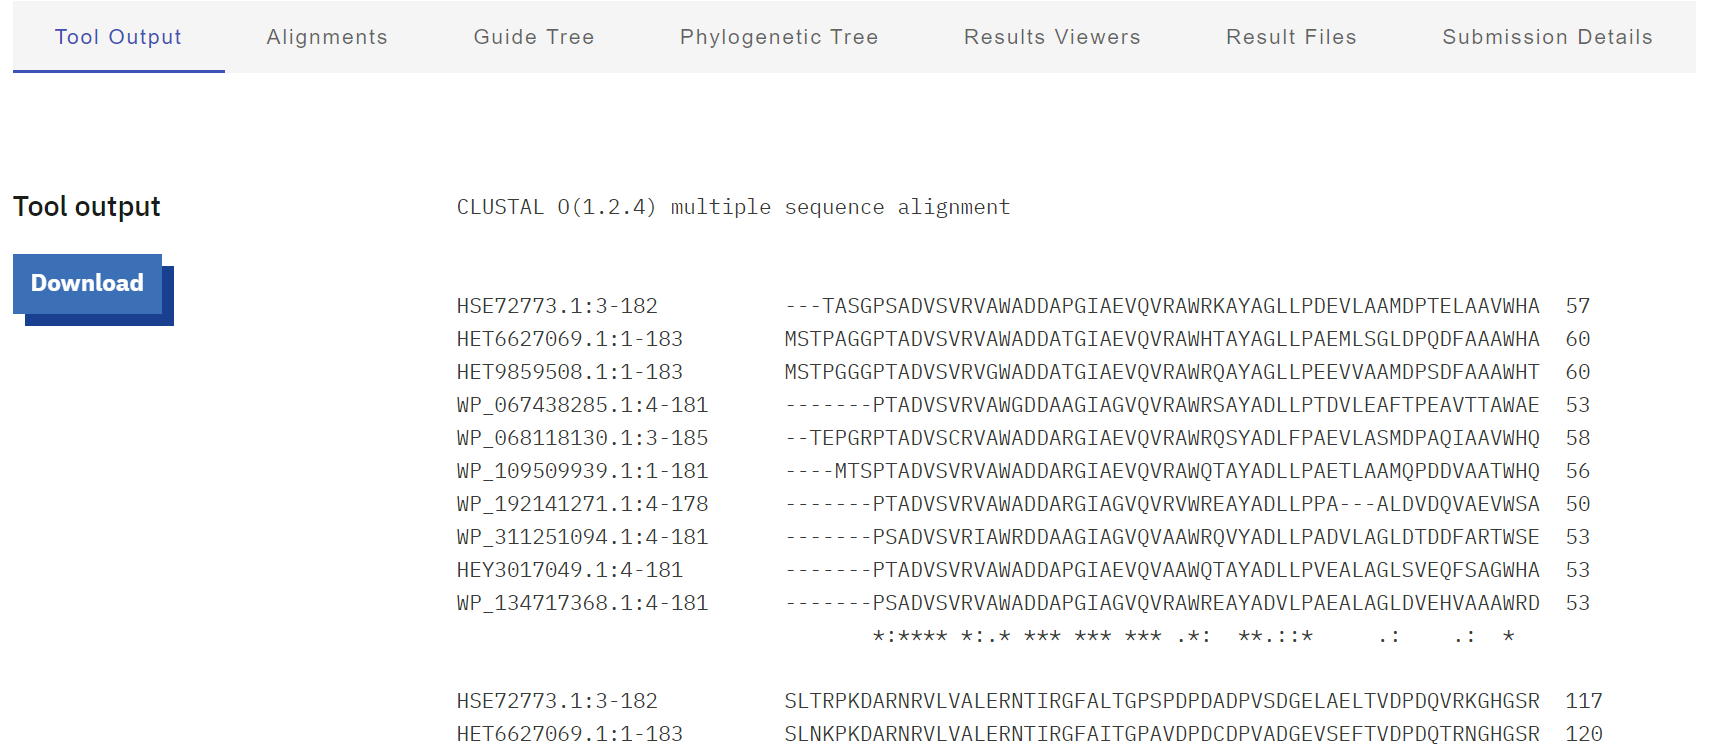 Tool Output Alignments Guide Tree Phylogenetic Tree Results Viewers Result Files Submission Details
Tool output
Download
CLUSTAL O(1.2.4) multiple sequence alignment
HSE72773.1:3-182 ---TASGPSADVSVRVAWADDAPGIAEVQVRAWRKAYAGLLPDEVLAAMDPTELAAVWHA 57
HET6627069.1:1-183 MSTPAGGPTADVSVRVAWADDATGIAEVQVRAWHTAYAGLLPAEMLSGLDPQDFAAAWHA 60
HET9859508.1:1-183 MSTPGGGPTADVSVRVGWADDATGIAEVQVRAWRQAYAGLLPEEVVAAMDPSDFAAAWHT 60
WP_067438285.1:4-181 -------PTADVSVRVAWGDDAAGIAGVQVRAWRSAYADLLPTDVLEAFTPEAVTTAWAE 53
WP_068118130.1:3-185 --TEPGRPTADVSCRVAWADDARGIAEVQVRAWRQSYADLFPAEVLASMDPAQIAAVWHQ 58
WP_109509939.1:1-181 ----MTSPTADVSVRVAWADDARGIAEVQVRAWQTAYADLLPAETLAAMQPDDVAATWHQ 56
WP_192141271.1:4-178 -------PTADVSVRVAWADDARGIAGVQVRVWREAYADLLPPA---ALDVDQVAEVWSA 50
WP_311251094.1:4-181 -------PSADVSVRIAWRDDAAGIAGVQVAAWRQVYADLLPADVLAGLDTDDFARTWSE 53
HEY3017049.1:4-181 -------PTADVSVRVAWADDAPGIAEVQVAAWQTAYADLLPVEALAGLSVEQFSAGWHA 53
WP_134717368.1:4-181 -------PSADVSVRVAWADDAPGIAGVQVRAWREAYADVLPAEALAGLDVEHVAAAWRD 53
*:**** *:.* *** *** *** .*:  **.::*     .:    .:  *
HSE72773.1:3-182 SLTRPKDARNRVLVALERNTIRGFALTGPSPDPDADPVSDGELAELTVDPDQVRKGHGSR 117
HET6627069.1:1-183 SLNKPKDARNRVLVALERNTIRGFAITGPAVDPDCDPVADGEVSEFTVDPDQTRNGHGSR 120